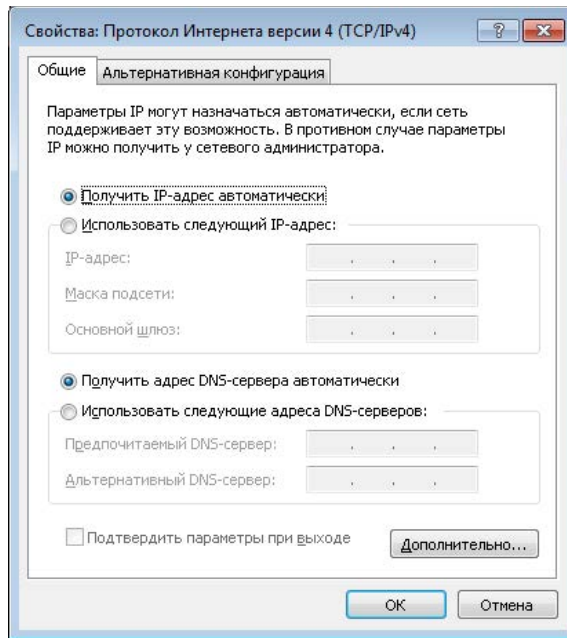 Свойства: Протокол Интернета версии 4 (TCP/IPv4)
Общие
Альтернативная конфигурация
Параметры IP могут назначаться автоматически, если сеть
поддерживает эту возможность. В противном случае параметры
IP можно получить у сетевого администратора.
Получить IP-адрес автоматически
Использовать следующий IP-адрес:
IP-адрес:
Маска подсети:
Основной шлюз:
Получить адрес DNS-сервера автоматически
Использовать следующие адреса DNS-серверов:
Предпочитаемый DNS-сервер:
Альтернативный DNS-сервер:
Подтвердить параметры при выходе
Дополнительно...
ОК
Отмена